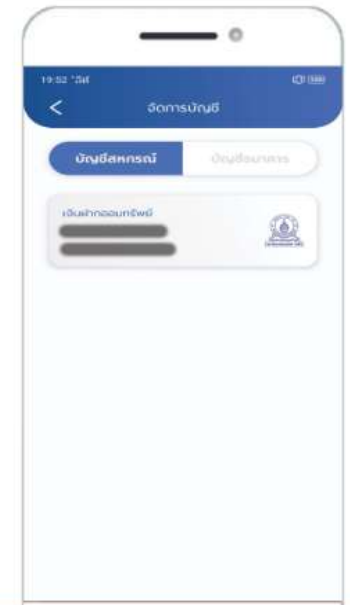 19:52
จัดการบัญชี
บัญชีสหกรณ์
บัญชีธนาคาร
เงินฝากออมทรัพย์